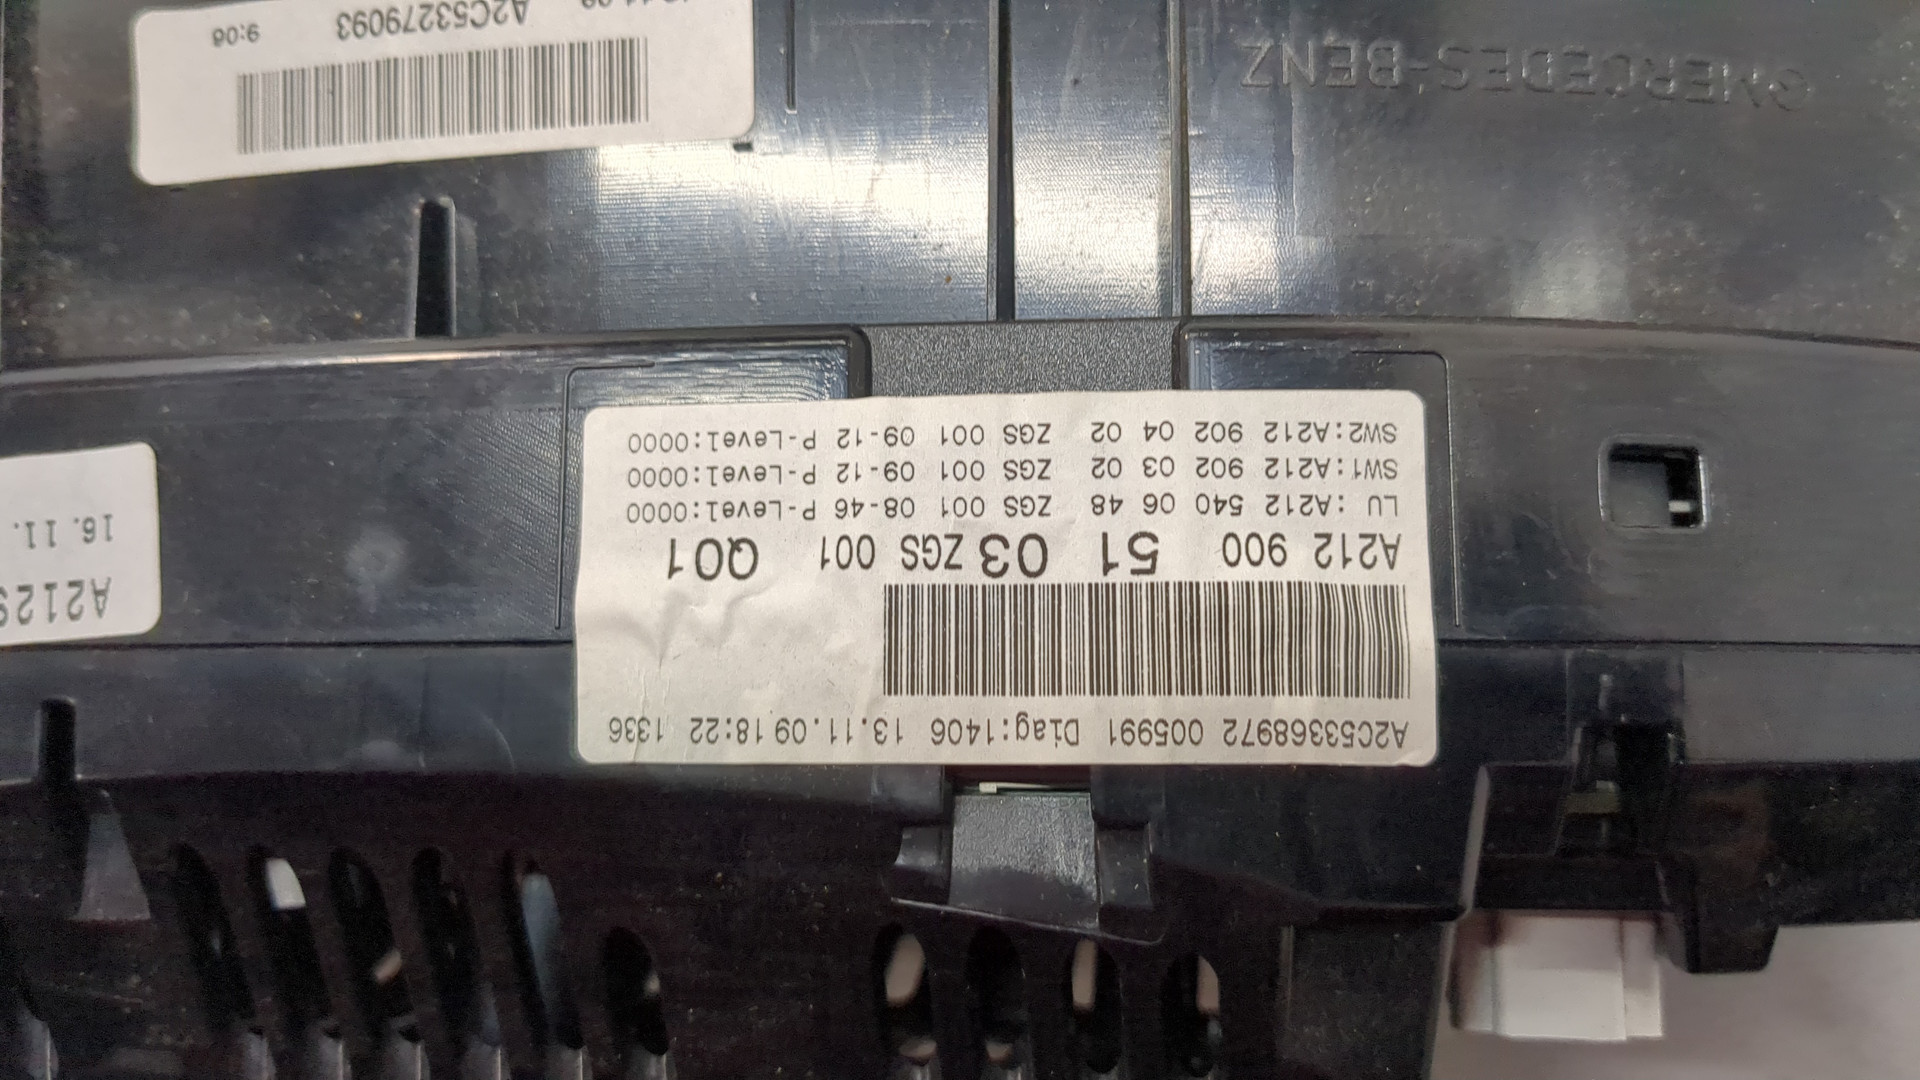 A2C53368972 005991 Diag:1406 13.11.09 18:22 1336
A212 900 51 03 ZGS 001 Q01
LU :A212 540 06 48 ZGS 001 08-46 P-Level:0000
SW1:A212 902 03 02 ZGS 001 09-12 P-Level:0000
SW2:A212 902 04 02 ZGS 001 09-12 P-Level:0000
A2129
16.11.
A2C53279093
9:06
MERCEDES-BENZ